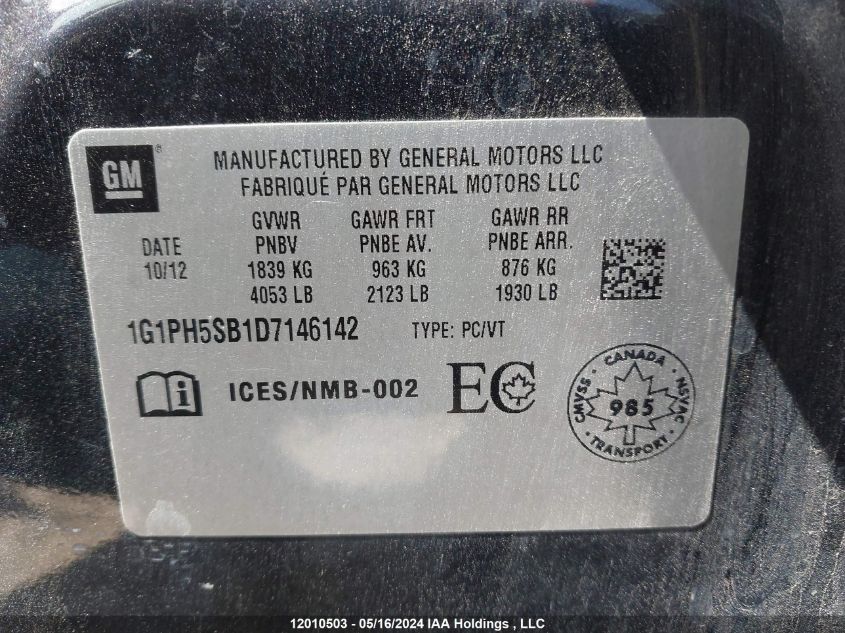 GM ®
MANUFACTURED BY GENERAL MOTORS LLC
FABRIQUÉ PAR GENERAL MOTORS LLC
GVWR GAWR FRT GAWR RR
DATE PNBV PNBE AV. PNBE ARR.
10/12 1839 KG 963 KG 876 KG
4053 LB 2123 LB 1930 LB
1G1PH5SB1D7146142 TYPE: PC/VT
i ICES/NMB-002 EC
CANADA
CMVSS 985 NSVAC
TRANSPORT
12010503 - 05/16/2024 IAA Holdings , LLC